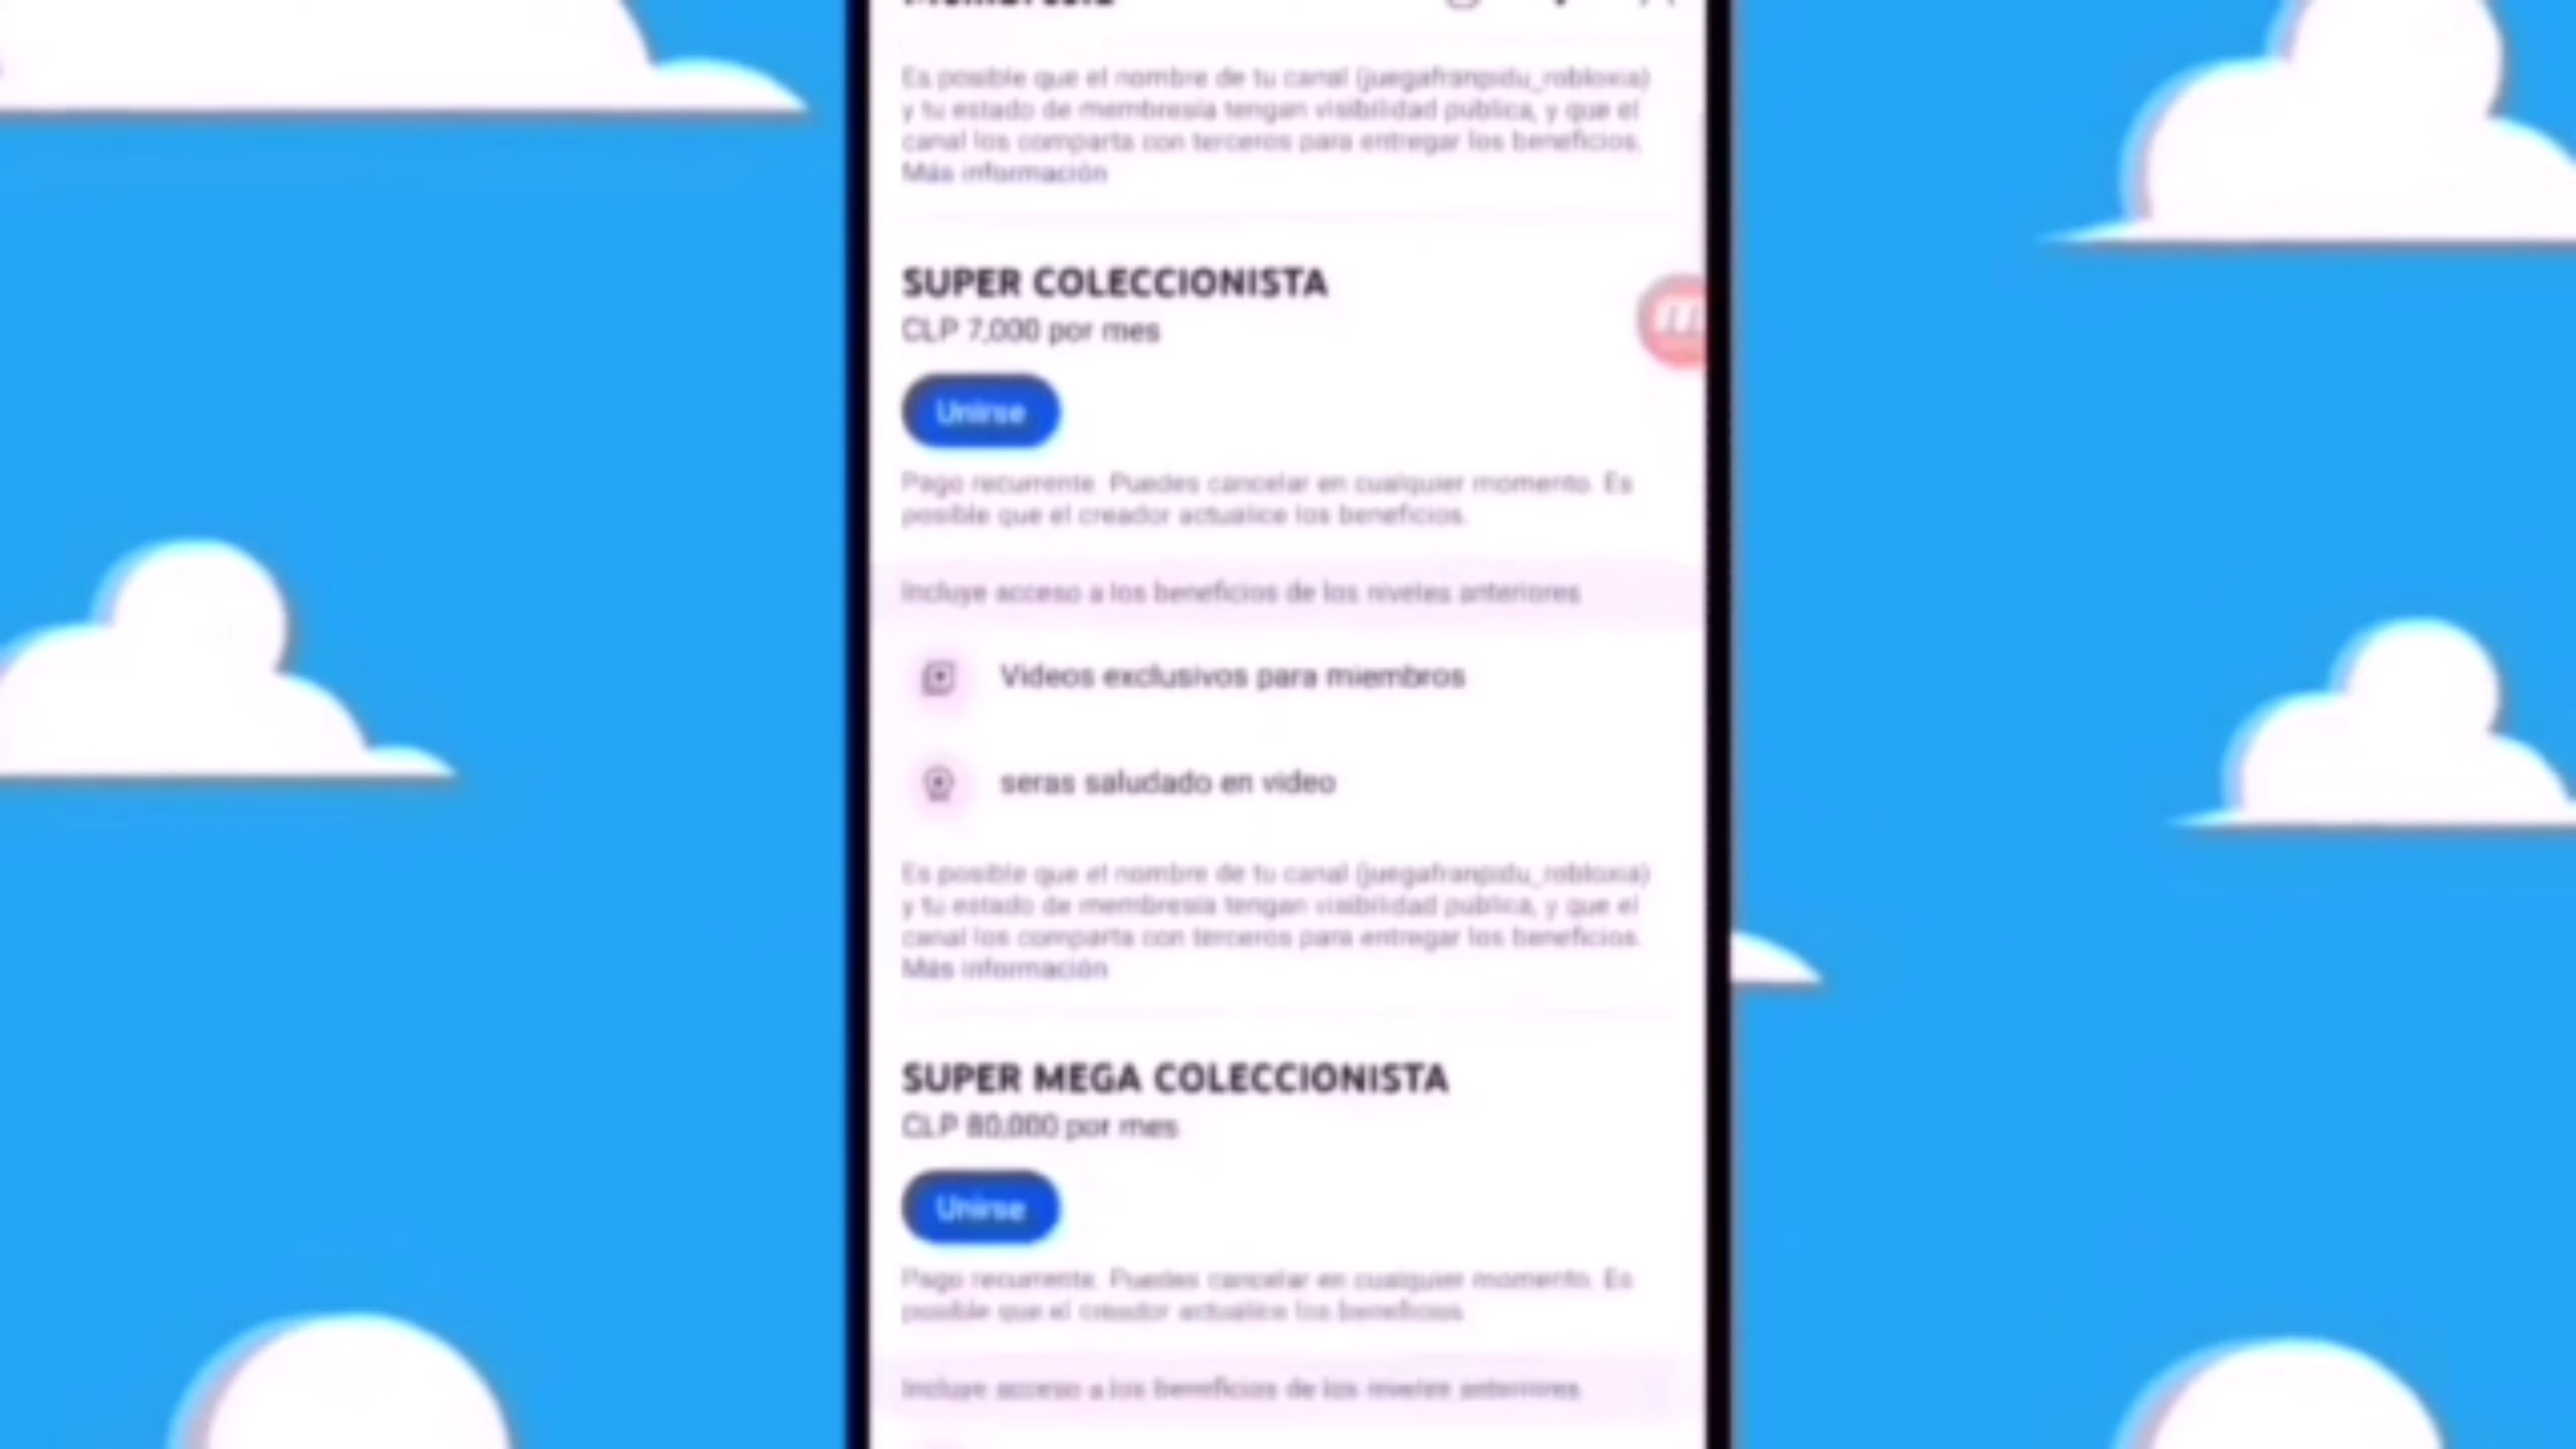 Es posible que el nombre de tu canal (juegafranpidu_robloxia)
y tu estado de membresía tengan visibilidad pública, y que el
canal los comparta con terceros para entregar los beneficios.
Más información
SUPER COLECCIONISTA
CLP 7,000 por mes
Unirse
Pago recurrente. Puedes cancelar en cualquier momento. Es
posible que el creador actualice los beneficios.
Incluye acceso a los beneficios de los niveles anteriores
Videos exclusivos para miembros
seras saludado en video
Es posible que el nombre de tu canal (juegafranpidu_robloxia)
y tu estado de membresía tengan visibilidad pública, y que el
canal los comparta con terceros para entregar los beneficios.
Más información
SUPER MEGA COLECCIONISTA
CLP 80,000 por mes
Unirse
Pago recurrente. Puedes cancelar en cualquier momento. Es
posible que el creador actualice los beneficios.
Incluye acceso a los beneficios de los niveles anteriores